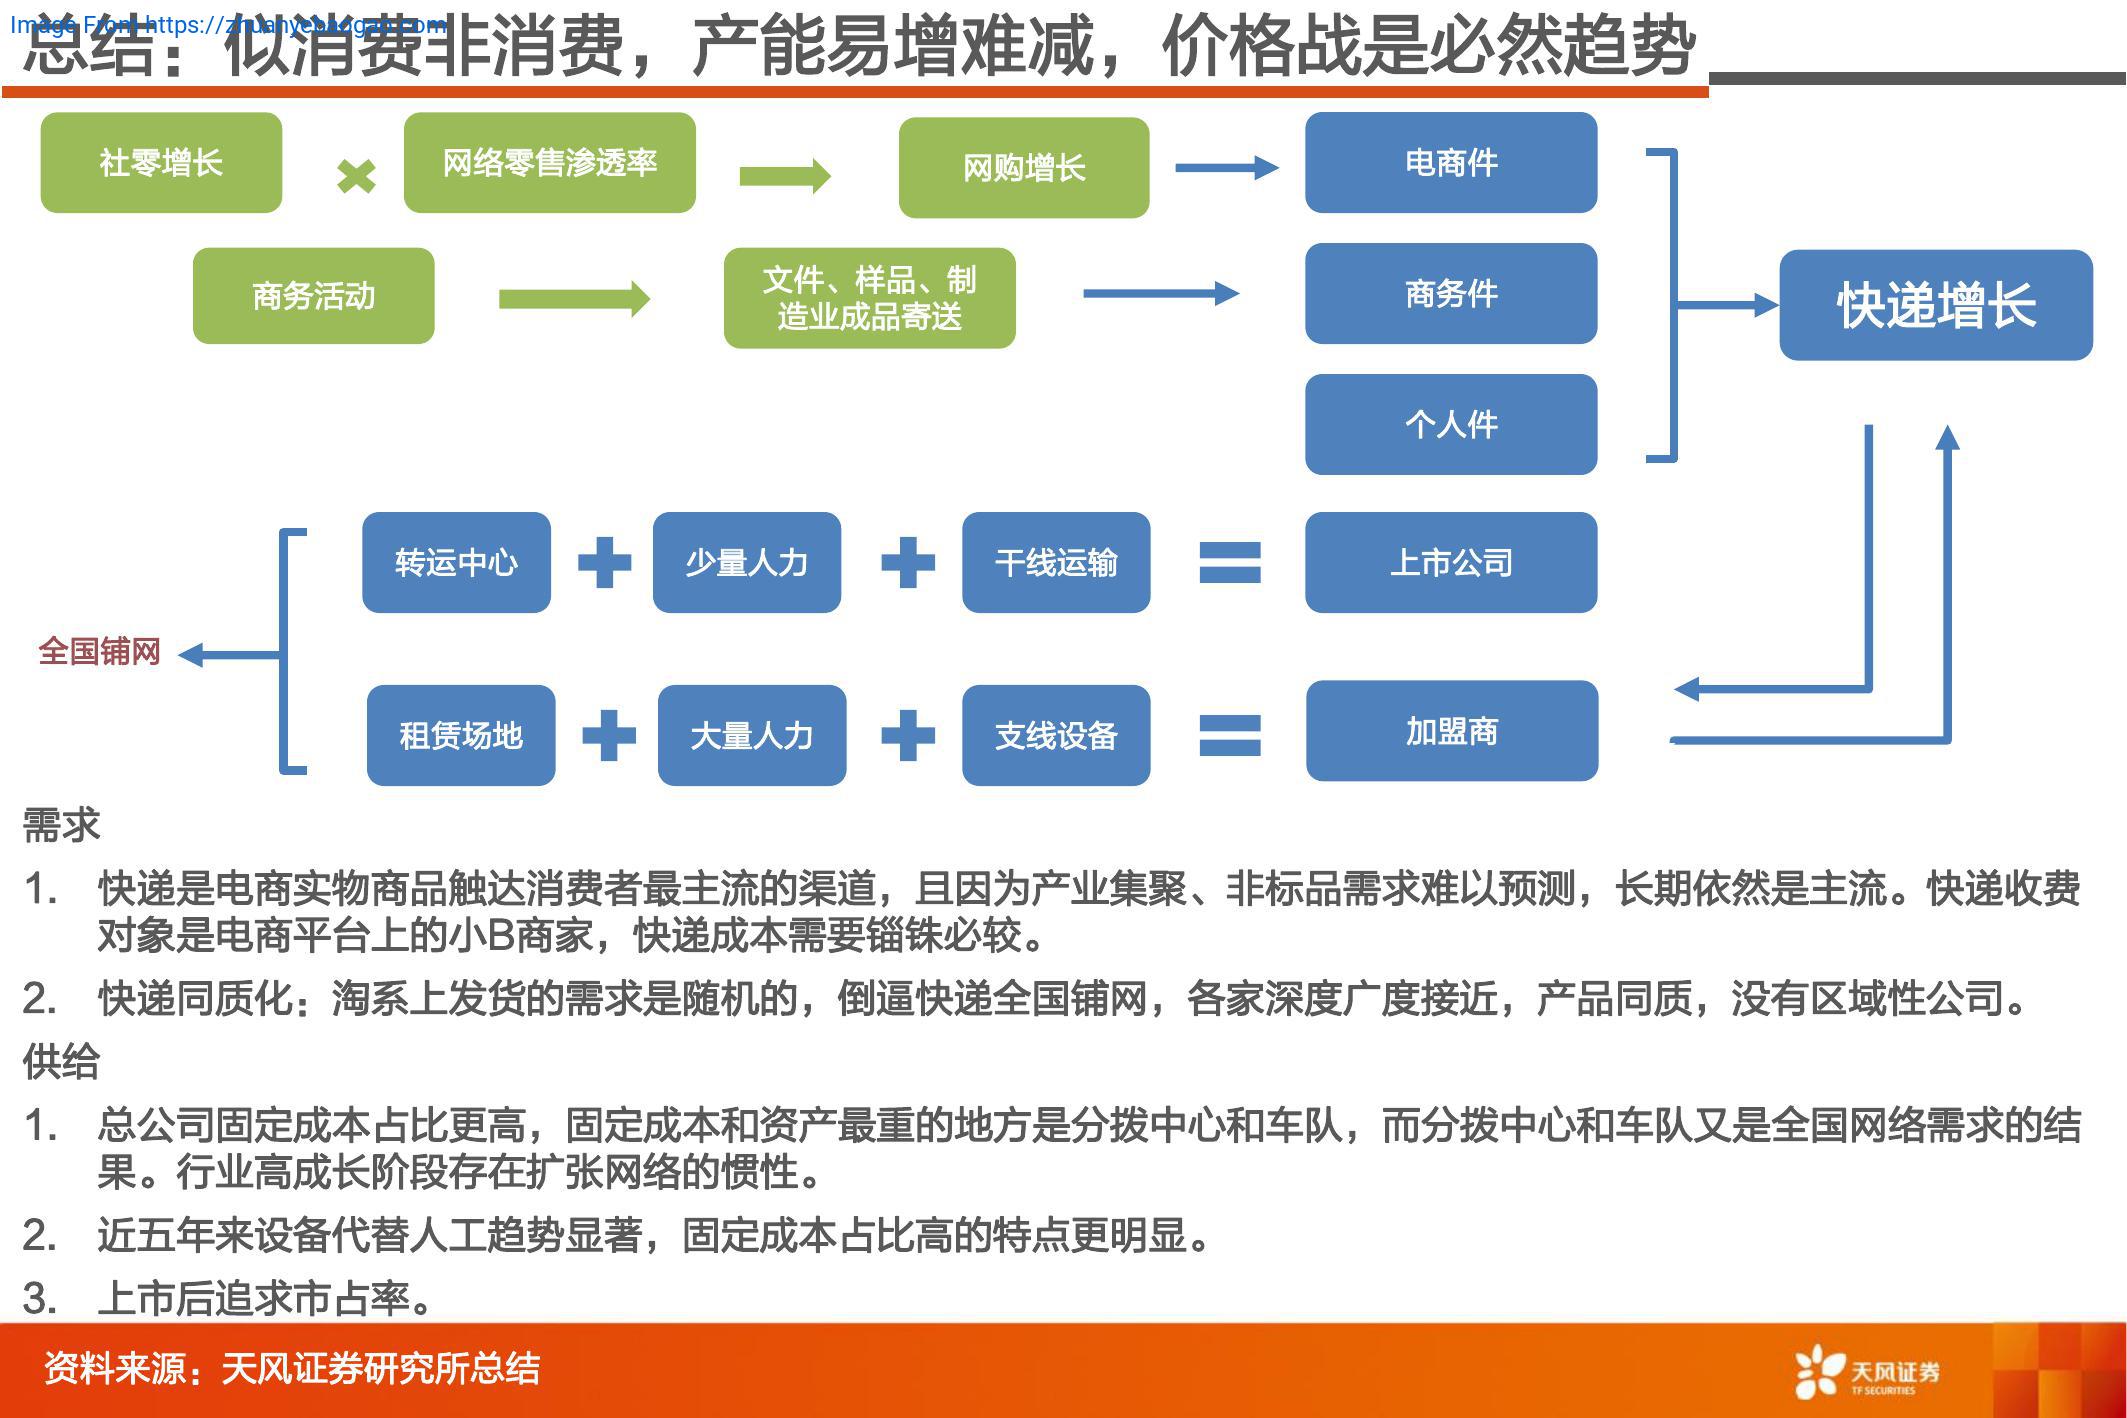 Image From https://zhuanyebaogao.com
总结：似消费非消费，产能易增难减，价格战是必然趋势
社零增长
网络零售渗透率
网购增长
电商件
商务活动
文件、样品、制
造业成品寄送
商务件
快递增长
个人件
转运中心
少量人力
干线运输
上市公司
全国铺网
租赁场地
大量人力
支线设备
加盟商
需求
1. 快递是电商实物商品触达消费者最主流的渠道，且因为产业集聚、非标品需求难以预测，长期依然是主流。快递收费
对象是电商平台上的小B商家，快递成本需要锱铢必较。
2. 快递同质化：淘系上发货的需求是随机的，倒逼快递全国铺网，各家深度广度接近，产品同质，没有区域性公司。
供给
1. 总公司固定成本占比更高，固定成本和资产最重的地方是分拨中心和车队，而分拨中心和车队又是全国网络需求的结
果。行业高成长阶段存在扩张网络的惯性。
2. 近五年来设备代替人工趋势显著，固定成本占比高的特点更明显。
3. 上市后追求市占率。
资料来源：天风证券研究所总结
天风证券
TF SECURITIES